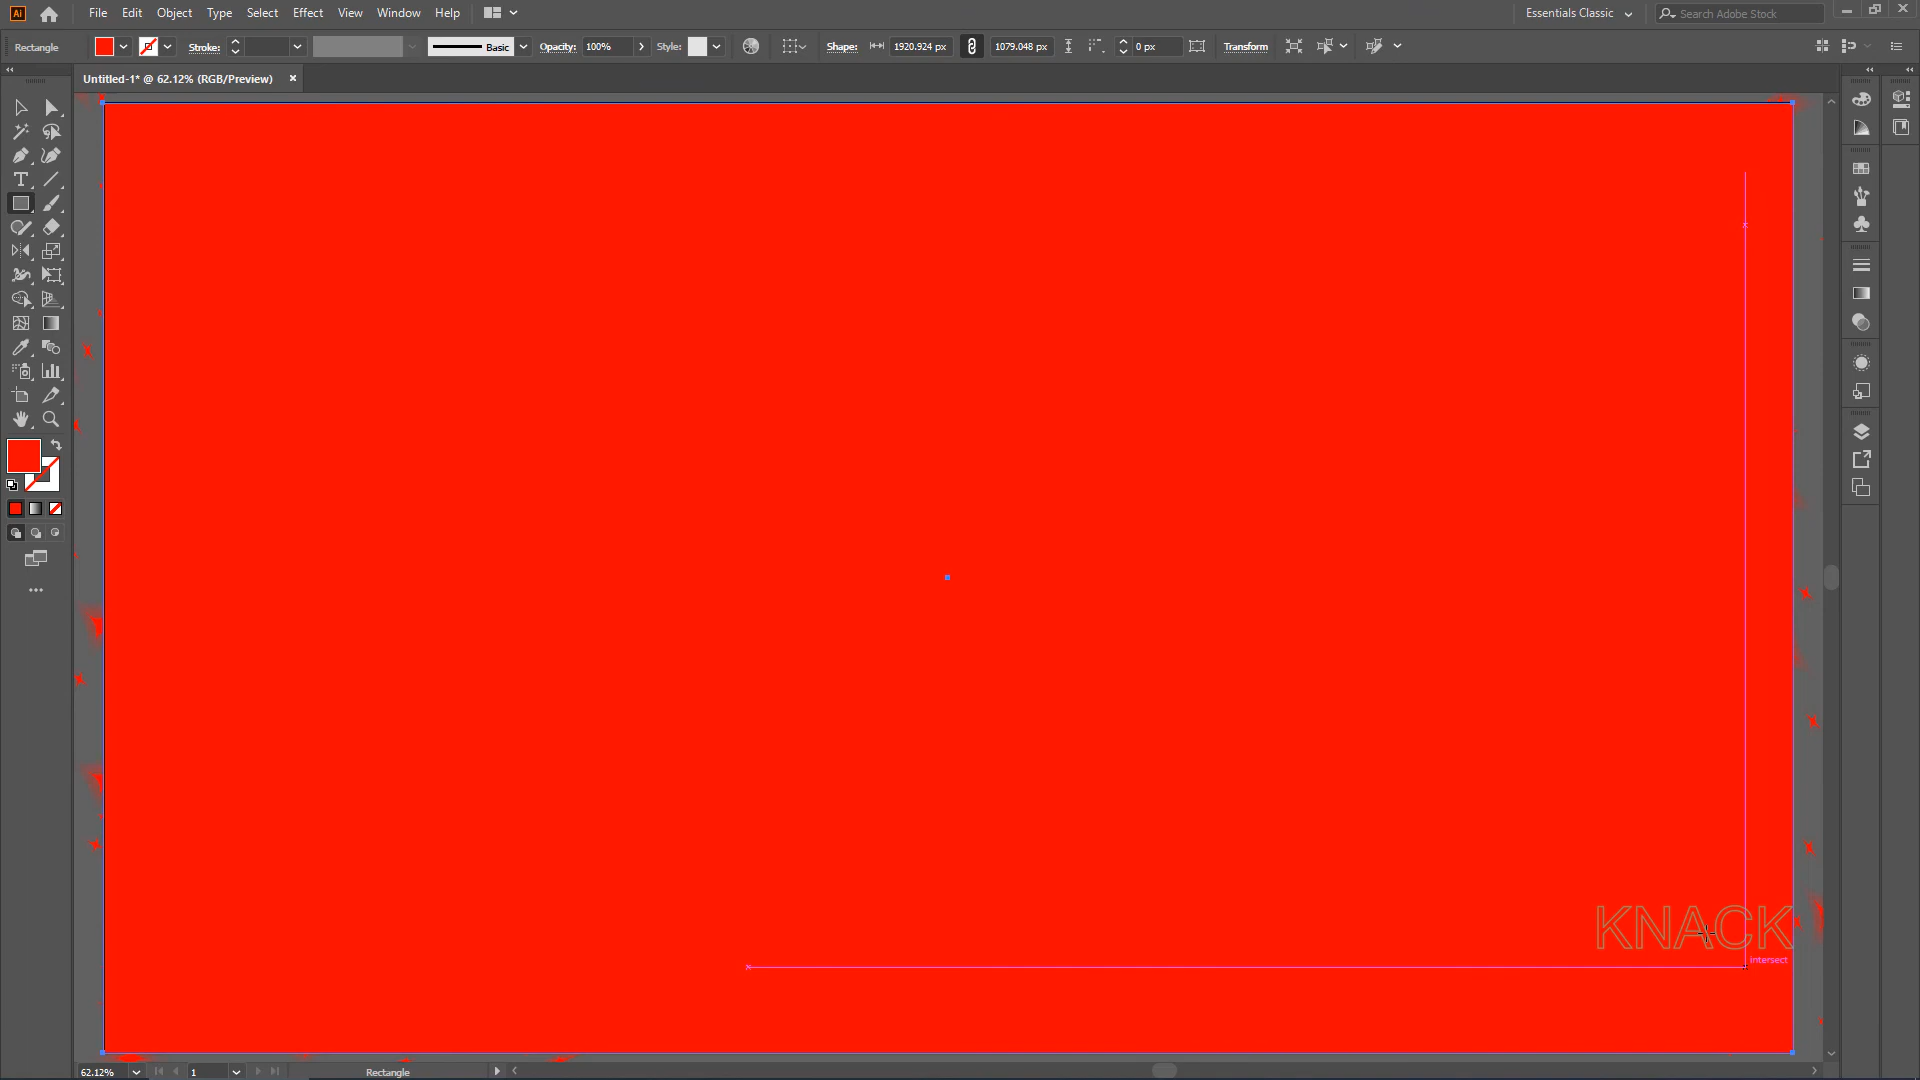 Ai File Edit Object Type Select Effect View Window Help Essentials Classic Search Adobe Stock
Rectangle Stroke: Basic Opacity: 100% Style: Shape: 1920.924 px 1079.048 px 0 px Transform
Untitled-1* @ 62.12% (RGB/Preview) ×
KNACK
intersect
62.12% 1 Rectangle